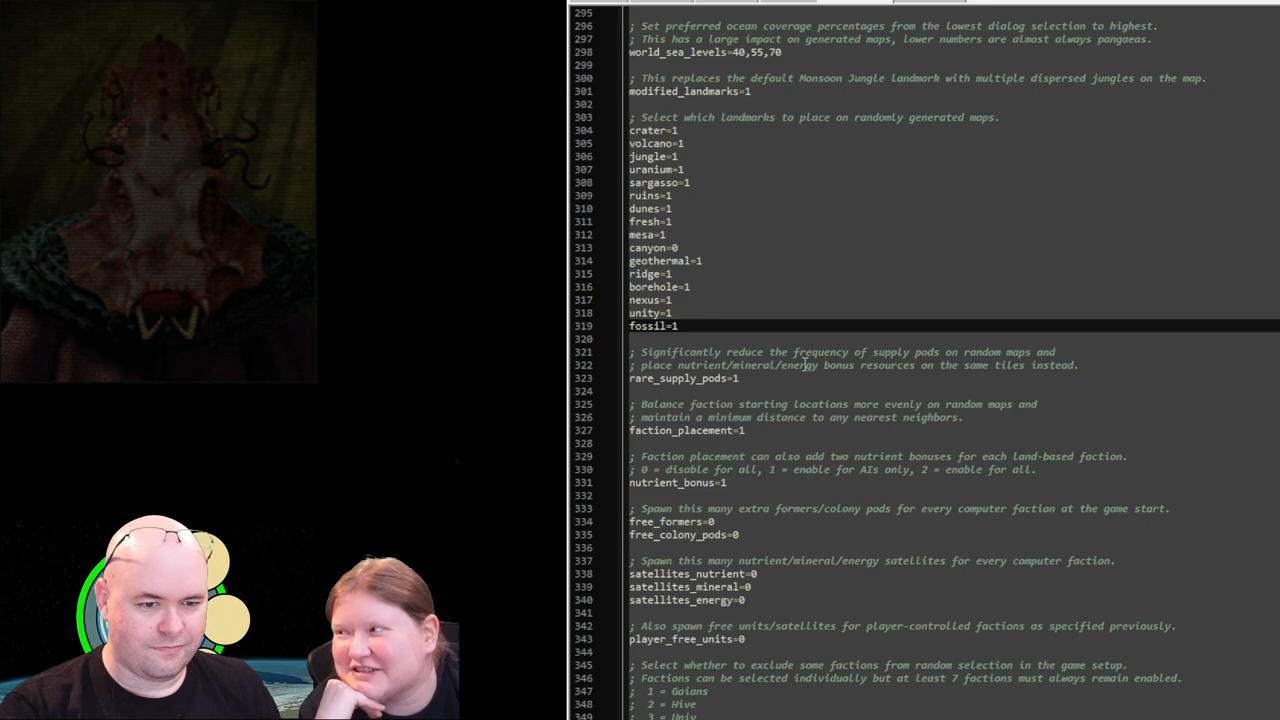 295
296 ; Set preferred ocean coverage percentages from the lowest dialog selection to highest.
297 ; This has a large impact on generated maps, lower numbers are almost always pangaeas.
298 world_sea_levels=40,55,70
299
300 ; This replaces the default Monsoon Jungle landmark with multiple dispersed jungles on the map.
301 modified_landmarks=1
302
303 ; Select which landmarks to place on randomly generated maps.
304 crater=1
305 volcano=1
306 jungle=1
307 uranium=1
308 sargasso=1
309 ruins=1
310 dunes=1
311 fresh=1
312 mesa=1
313 canyon=0
314 geothermal=1
315 ridge=1
316 borehole=1
317 nexus=1
318 unity=1
319 fossil=1
320
321 ; Significantly reduce the frequency of supply pods on random maps and
322 ; place nutrient/mineral/energy bonus resources on the same tiles instead.
323 rare_supply_pods=1
324
325 ; Balance faction starting locations more evenly on random maps and
326 ; maintain a minimum distance to any nearest neighbors.
327 faction_placement=1
328
329 ; Faction placement can also add two nutrient bonuses for each land-based faction.
330 ; 0 = disable for all, 1 = enable for AIs only, 2 = enable for all.
331 nutrient_bonus=1
332
333 ; Spawn this many extra formers/colony pods for every computer faction at the game start.
334 free_formers=0
335 free_colony_pods=0
336
337 ; Spawn this many nutrient/mineral/energy satellites for every computer faction.
338 satellites_nutrient=0
339 satellites_mineral=0
340 satellites_energy=0
341
342 ; Also spawn free units/satellites for player-controlled factions as specified previously.
343 player_free_units=0
344
345 ; Select whether to exclude some factions from random selection in the game setup.
346 ; Factions can be selected individually but at least 7 factions must always remain enabled.
347 ;  1 = Gaians
348 ;  2 = Hive
349 ;  3 = Univ